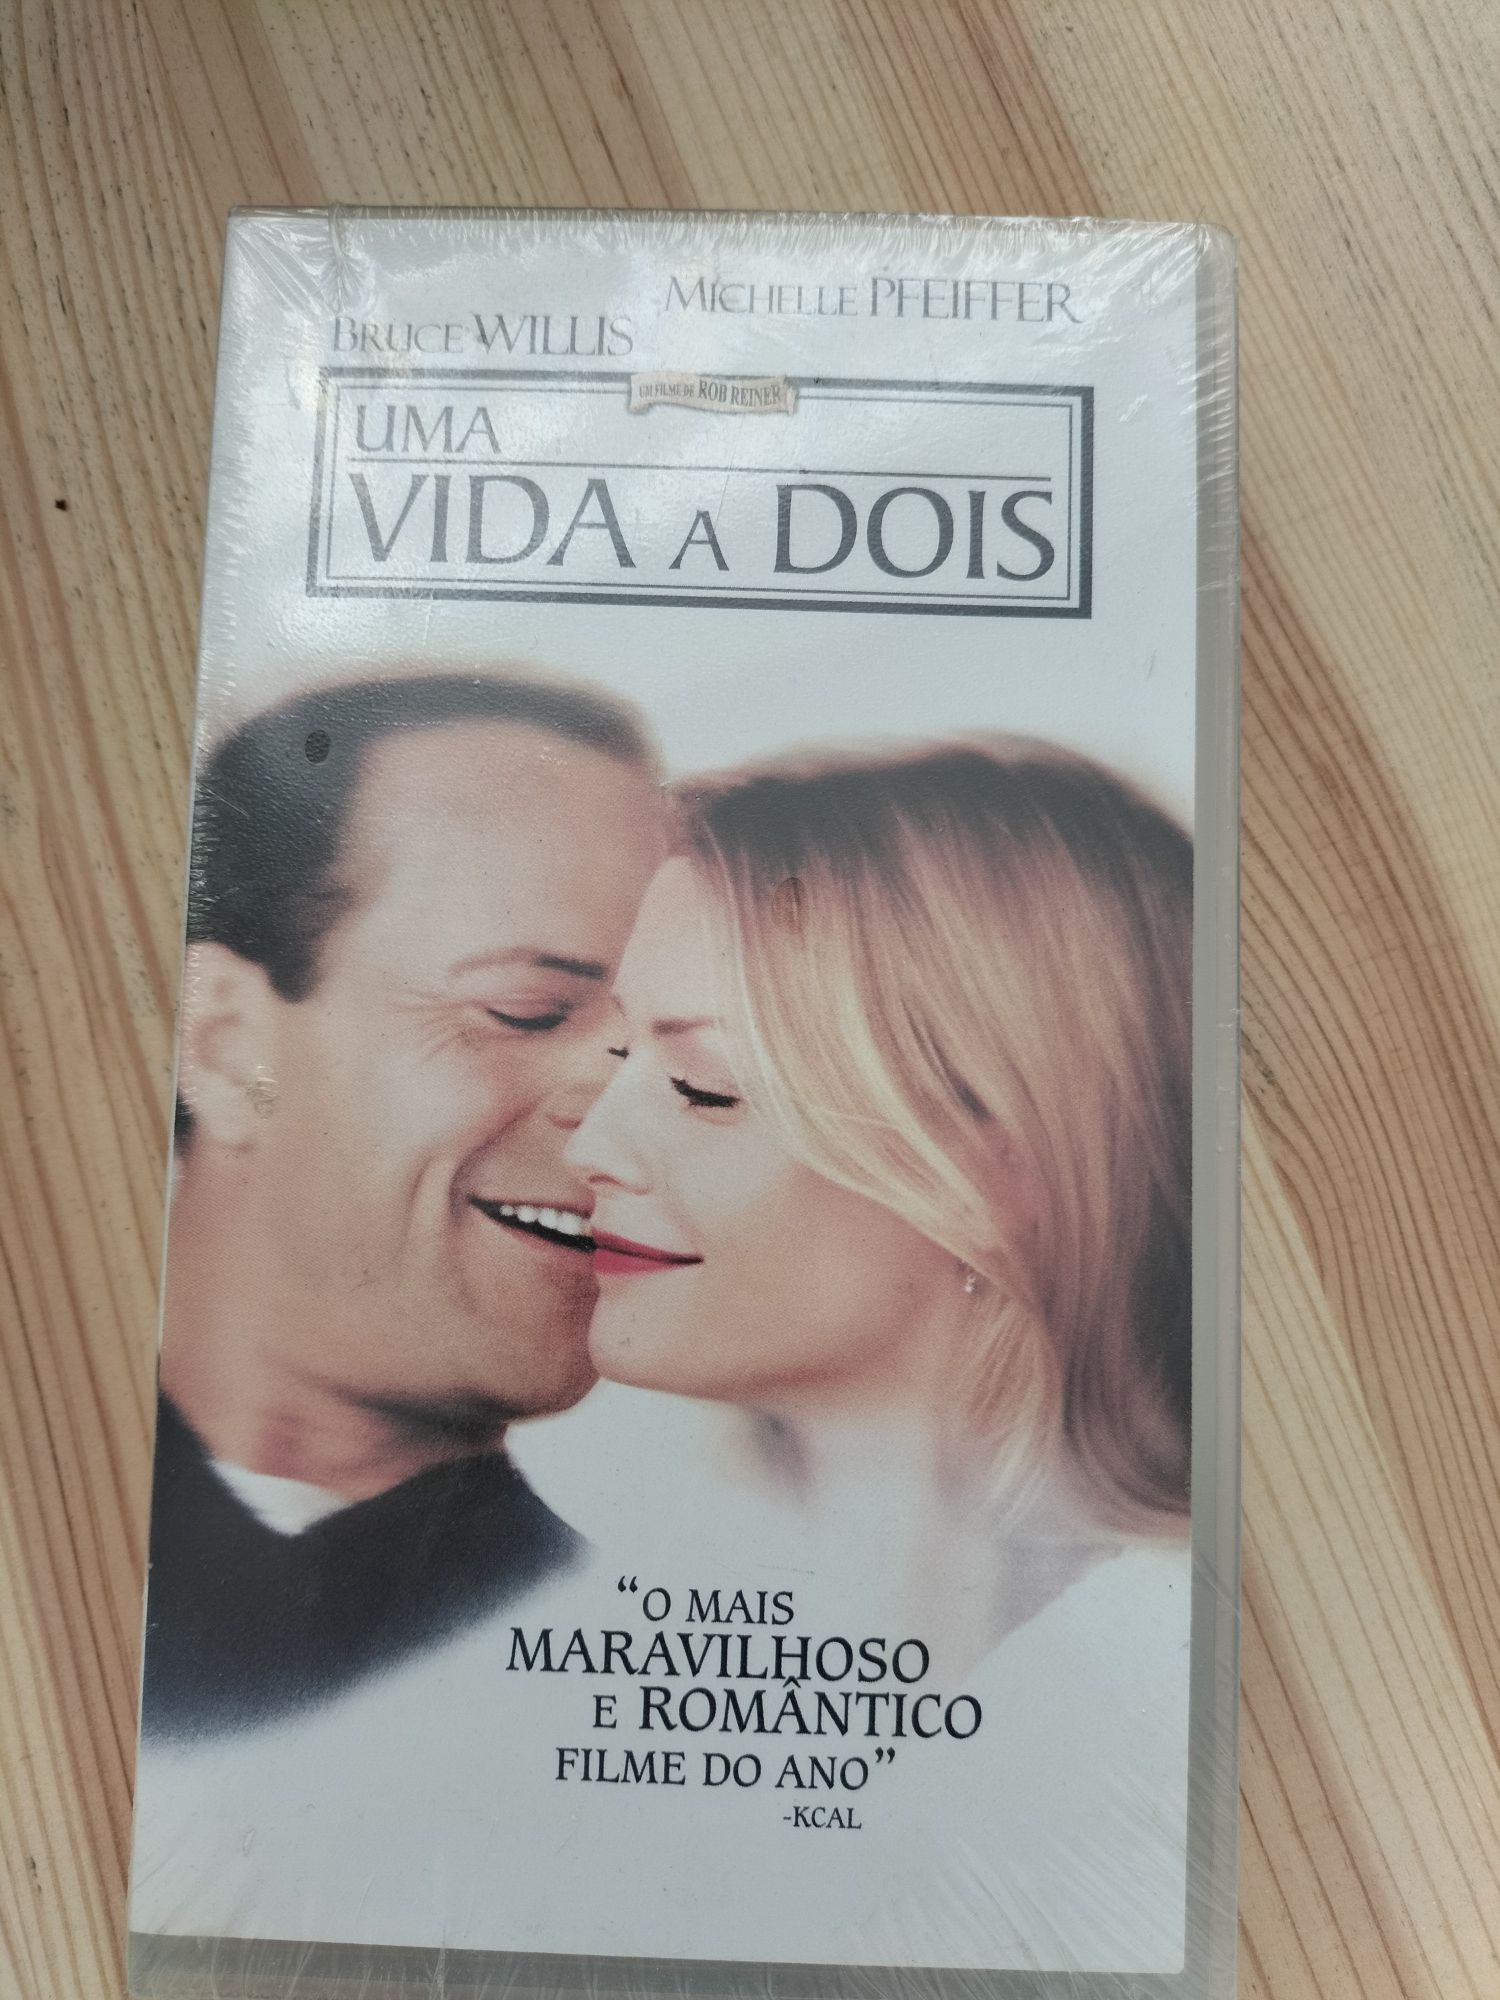 MICHELLE PFEIFFER
BRUCE WILLIS
UM FILME DE ROB REINER
UMA
VIDA A DOIS
“O MAIS
MARAVILHOSO
E ROMÂNTICO
FILME DO ANO”
-KCAL